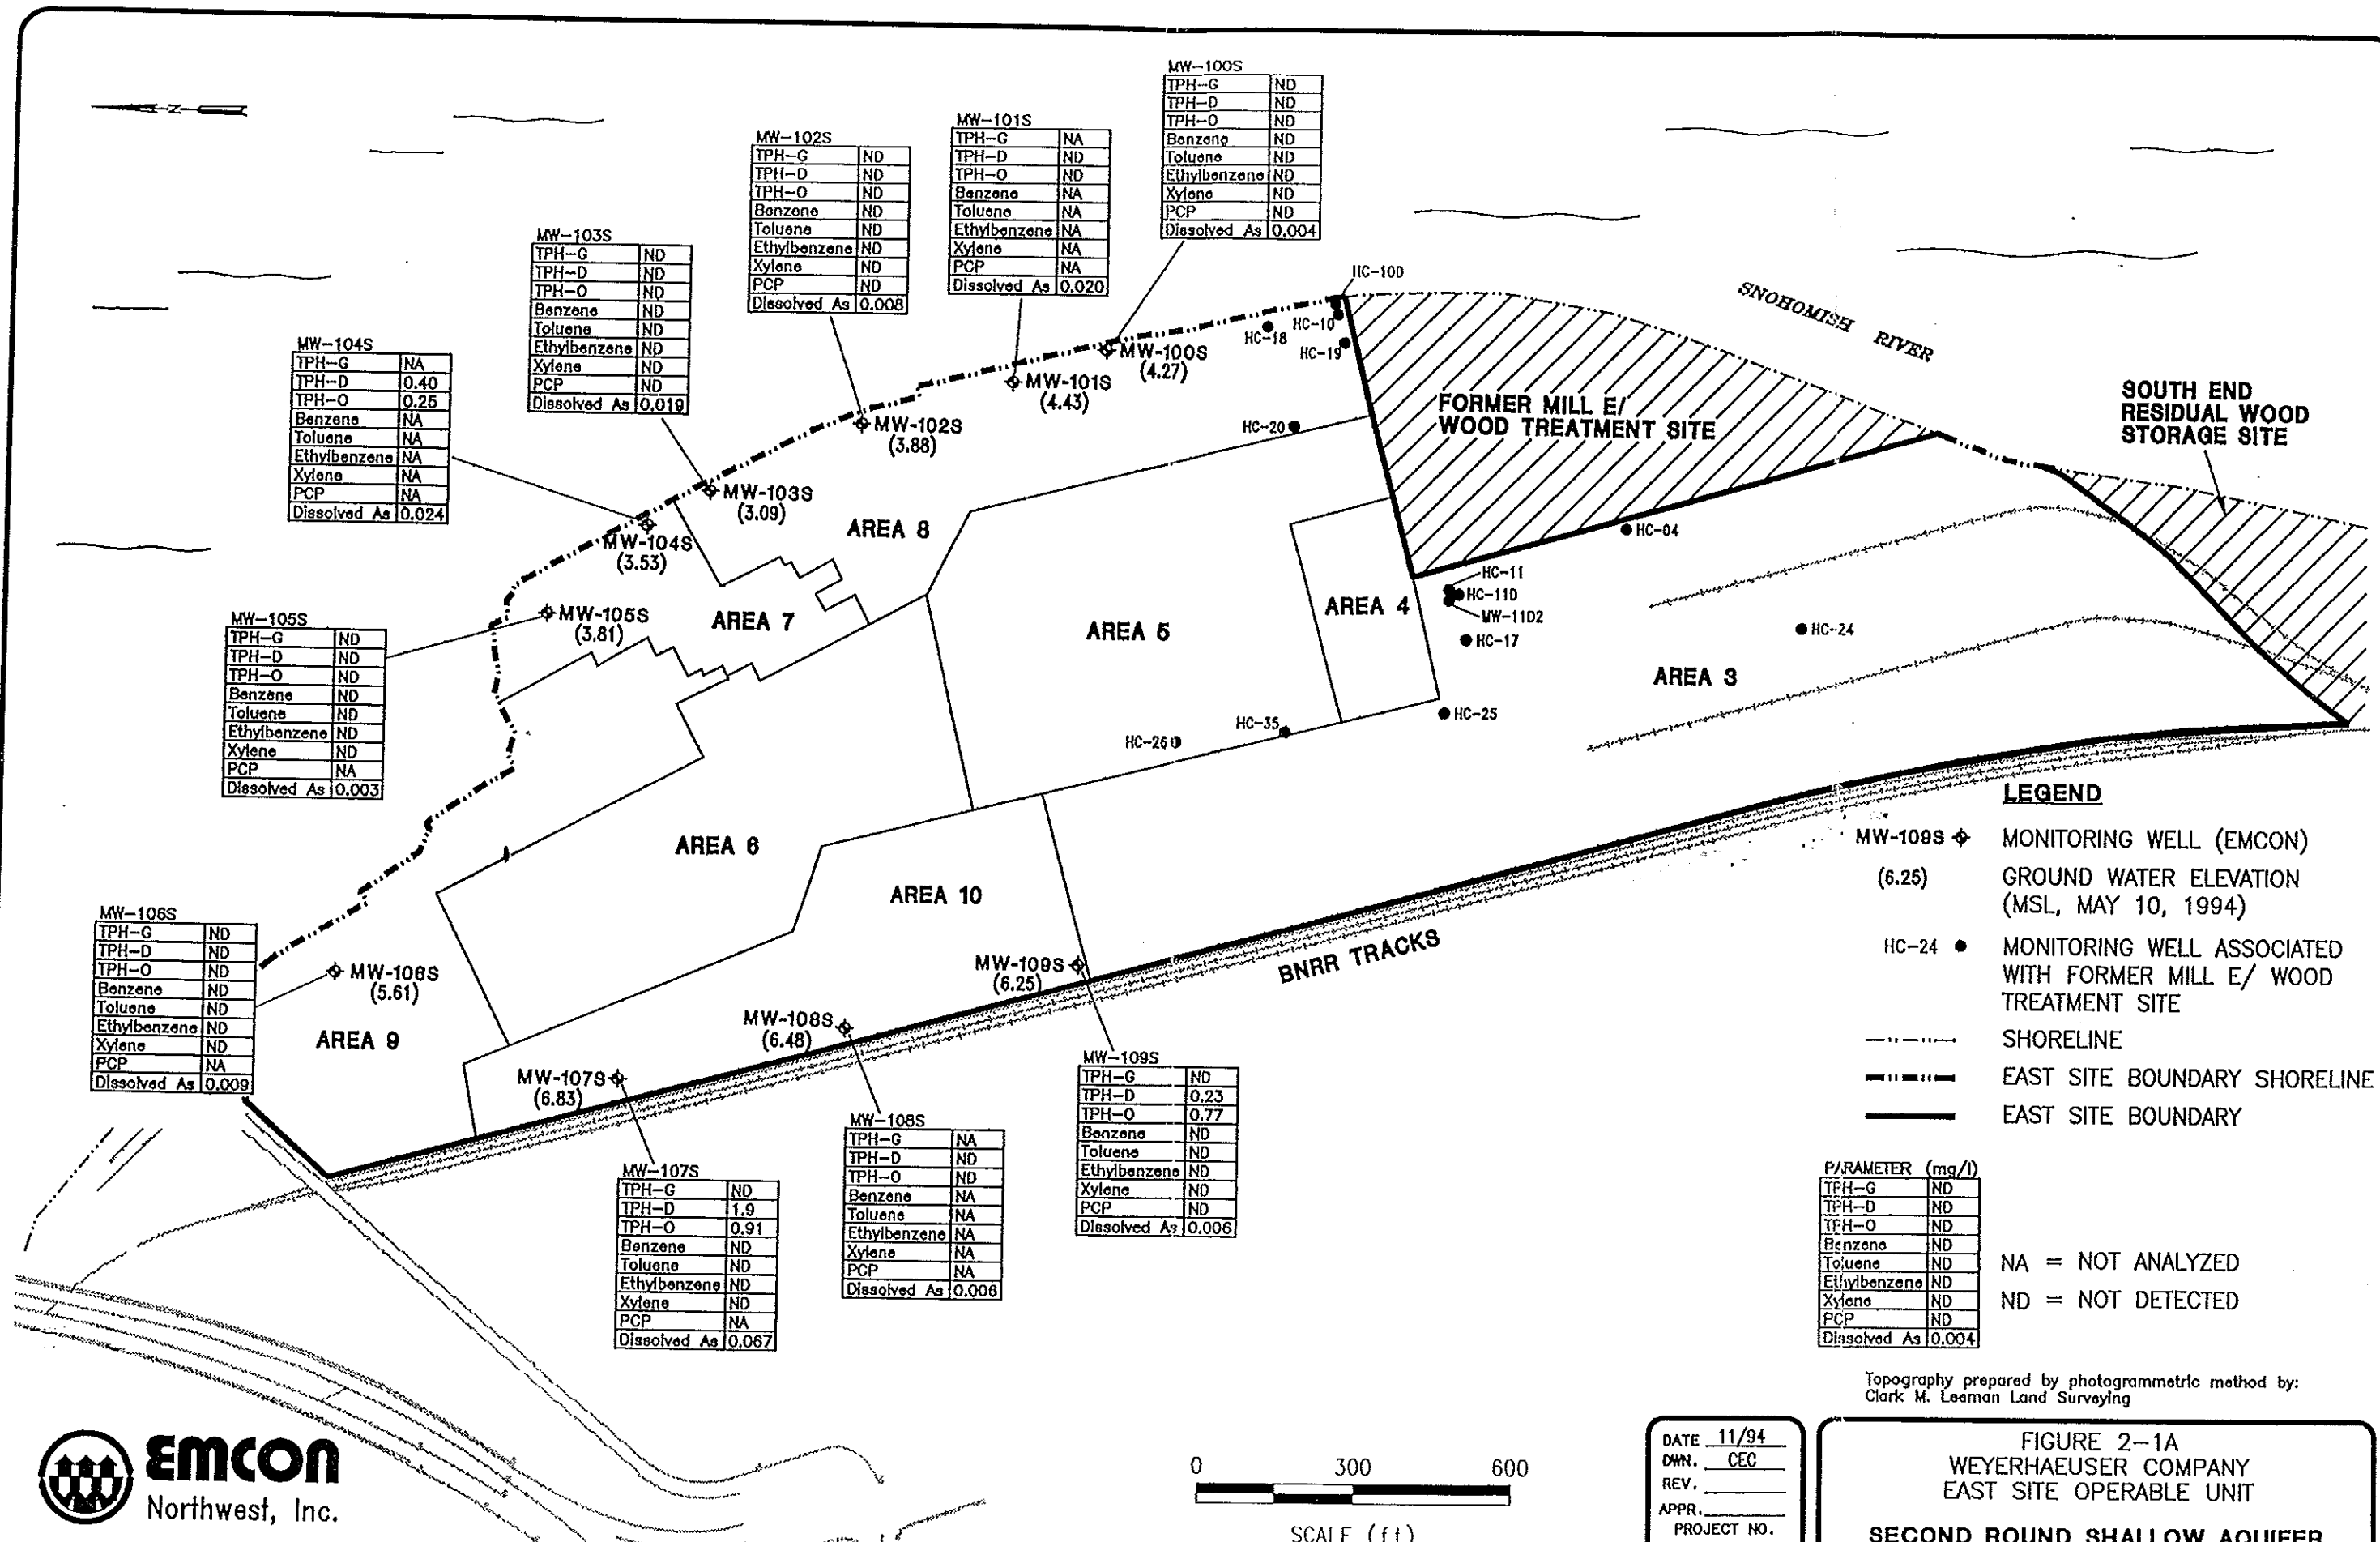 MW-100S
TPH-G ND
TPH-D ND
TPH-O ND
Benzene ND
Toluene ND
Ethylbenzene ND
Xylene ND
PCP ND
Dissolved As 0.004
MW-101S
TPH-G NA
TPH-D ND
TPH-O ND
Benzene NA
Toluene NA
Ethylbenzene NA
Xylene NA
PCP NA
Dissolved As 0.020
MW-102S
TPH-G ND
TPH-D ND
TPH-O ND
Benzene ND
Toluene ND
Ethylbenzene ND
Xylene ND
PCP ND
Dissolved As 0.008
MW-103S
TPH-G ND
TPH-D ND
TPH-O ND
Benzene ND
Toluene ND
Ethylbenzene ND
Xylene ND
PCP ND
Dissolved As 0.019
MW-104S
TPH-G NA
TPH-D 0.40
TPH-O 0.25
Benzene NA
Toluene NA
Ethylbenzene NA
Xylene NA
PCP NA
Dissolved As 0.024
MW-105S
TPH-G ND
TPH-D ND
TPH-O ND
Benzene ND
Toluene ND
Ethylbenzene ND
Xylene ND
PCP NA
Dissolved As 0.003
MW-106S
TPH-G ND
TPH-D ND
TPH-O ND
Benzene ND
Toluene ND
Ethylbenzene ND
Xylene ND
PCP NA
Dissolved As 0.009
MW-107S
TPH-G ND
TPH-D 1.9
TPH-O 0.91
Benzene ND
Toluene ND
Ethylbenzene ND
Xylene ND
PCP NA
Dissolved As 0.067
MW-108S
TPH-G NA
TPH-D ND
TPH-O ND
Benzene NA
Toluene NA
Ethylbenzene NA
Xylene NA
PCP NA
Dissolved As 0.006
MW-109S
TPH-G ND
TPH-D 0.23
TPH-O 0.77
Benzene ND
Toluene ND
Ethylbenzene ND
Xylene ND
PCP ND
Dissolved As 0.006
N
HC-10D
HC-10
HC-18
HC-19
HC-20
MW-100S
(4.27)
MW-101S
(4.43)
MW-102S
(3.88)
MW-103S
(3.09)
MW-104S
(3.53)
MW-105S
(3.81)
MW-106S
(5.61)
MW-107S
(6.83)
MW-108S
(6.48)
MW-109S
(6.25)
SNOHOMISH RIVER
FORMER MILL E/
WOOD TREATMENT SITE
SOUTH END
RESIDUAL WOOD
STORAGE SITE
HC-04
HC-11
HC-11D
MW-11D2
HC-17
HC-24
HC-25
HC-35
HC-26
AREA 8
AREA 7
AREA 5
AREA 4
AREA 3
AREA 6
AREA 10
AREA 9
BNRR TRACKS
LEGEND
MW-109S MONITORING WELL (EMCON)
(6.25) GROUND WATER ELEVATION
(MSL, MAY 10, 1994)
HC-24 MONITORING WELL ASSOCIATED
WITH FORMER MILL E/ WOOD
TREATMENT SITE
SHORELINE
EAST SITE BOUNDARY SHORELINE
EAST SITE BOUNDARY
PARAMETER (mg/l)
TPH-G ND
TPH-D ND
TPH-O ND
Benzene ND
Toluene ND
Ethylbenzene ND
Xylene ND
PCP ND
Dissolved As 0.004
NA = NOT ANALYZED
ND = NOT DETECTED
Topography prepared by photogrammetric method by:
Clark M. Leeman Land Surveying
EMCON
Northwest, Inc.
0 300 600
SCALE (ft)
DATE 11/94
DWN. CEC
REV.
APPR.
PROJECT NO.
FIGURE 2-1A
WEYERHAEUSER COMPANY
EAST SITE OPERABLE UNIT
SECOND ROUND SHALLOW AQUIFER